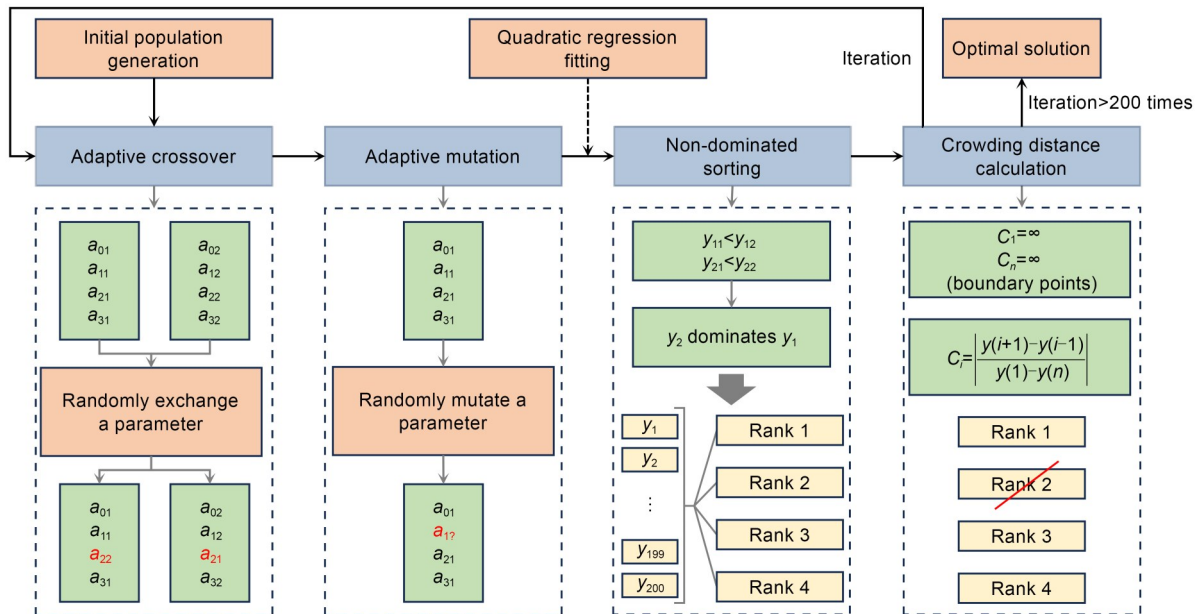 Initial population
generation
Quadratic regression
fitting
Iteration
Optimal solution
Iteration>200 times
Adaptive crossover
Adaptive mutation
Non-dominated
sorting
Crowding distance
calculation
a₀₁
a₁₁
a₂₁
a₃₁
a₀₂
a₁₂
a₂₂
a₃₂
Randomly exchange
a parameter
a₀₁
a₁₁
a₂₂
a₃₁
a₀₂
a₁₂
a₂₁
a₃₂
a₀₁
a₁₁
a₂₁
a₃₁
Randomly mutate a
parameter
a₀₁
a₁?
a₂₁
a₃₁
y₁₁<y₁₂
y₂₁<y₂₂
y₂ dominates y₁
y₁
y₂
⋮
y₁₉₉
y₂₀₀
Rank 1
Rank 2
Rank 3
Rank 4
C₁=∞
Cₙ=∞
(boundary points)
Cᵢ=|y(i+1)−y(i−1)/y(1)−y(n)|
Rank 1
Rank 2
Rank 3
Rank 4